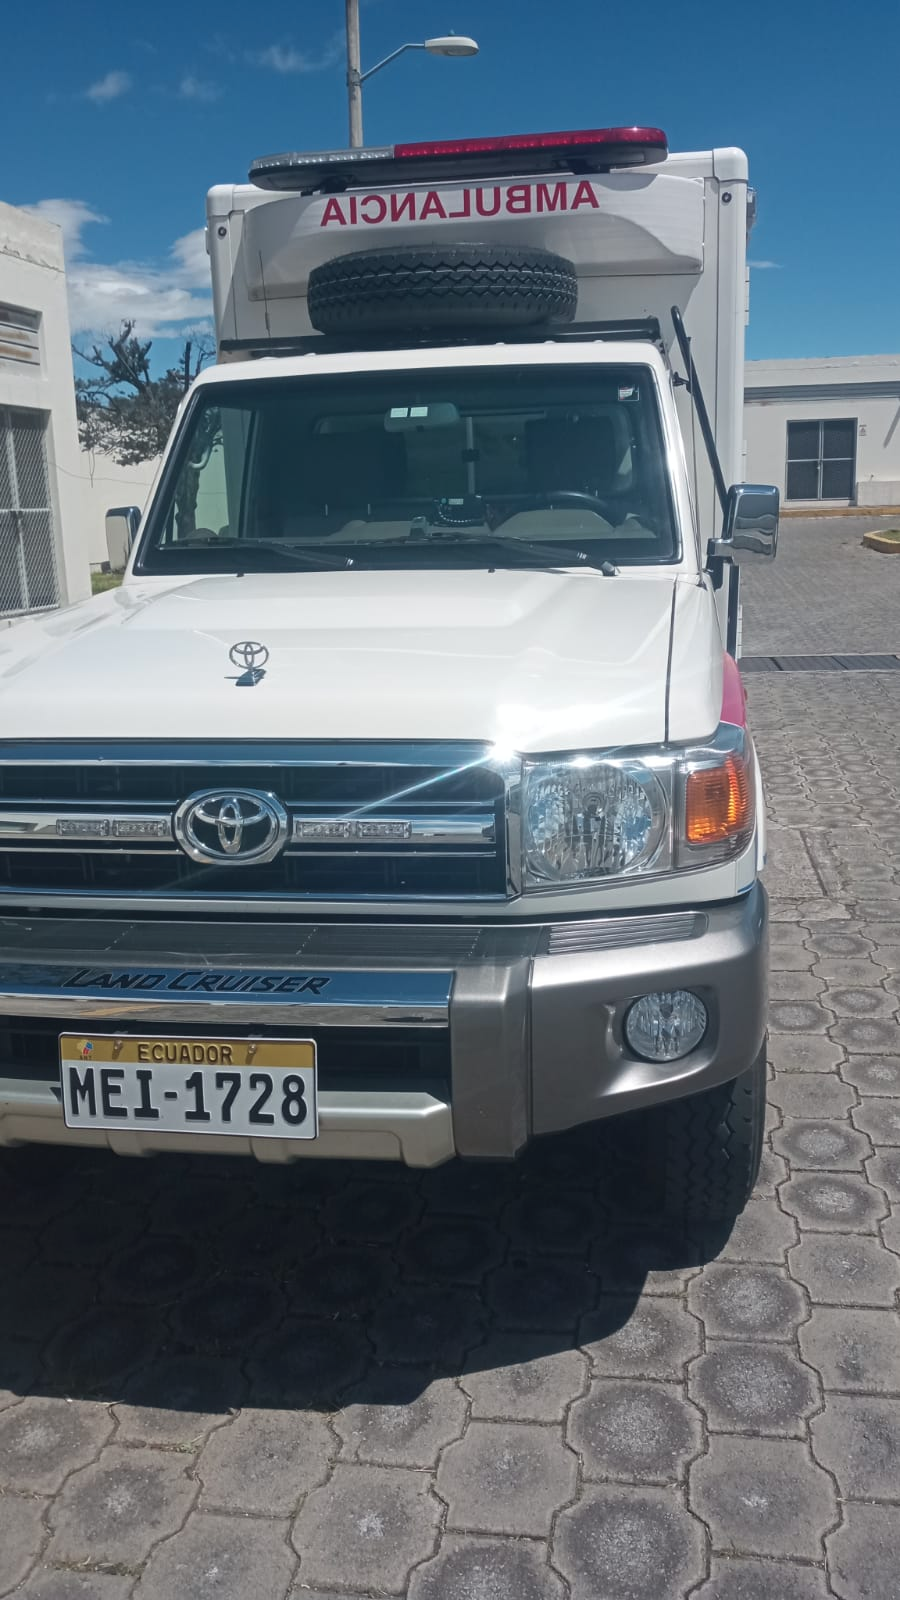 AMBULANCIA
LAND CRUISER
ECUADOR
MEI-1728